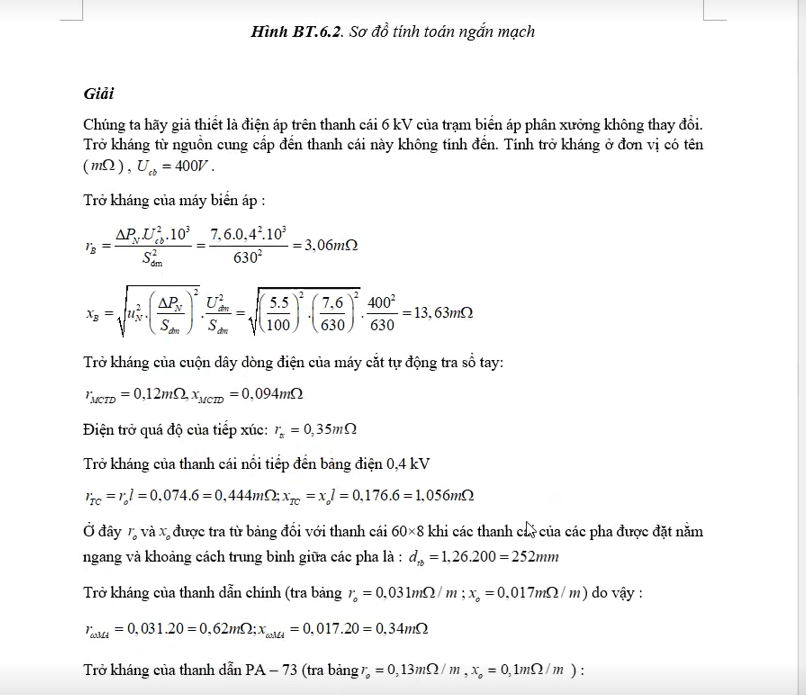 Hình BT.6.2. Sơ đồ tính toán ngắn mạch
Giải
Chúng ta hãy giả thiết là điện áp trên thanh cái 6 kV của trạm biến áp phân xưởng không thay đổi.
Trở kháng từ nguồn cung cấp đến thanh cái này không tính đến. Tính trở kháng ở đơn vị có tên
(mΩ), U_cb = 400V.
Trở kháng của máy biến áp :
r_B = ΔP_N.U²_cb.10³ / S²_đm = 7,6.0,4².10³ / 630² = 3,06mΩ
x_B = √(u²_N.(ΔP_N / S_đm)²).U²_đm / S_đm = √((5.5 / 100)².(7,6 / 630)²).400² / 630 = 13,63mΩ
Trở kháng của cuộn dây dòng điện của máy cắt tự động tra sổ tay:
r_MCTD = 0,12mΩ, x_MCTD = 0,094mΩ
Điện trở quá độ của tiếp xúc: r_tx = 0,35mΩ
Trở kháng của thanh cái nối tiếp đến bảng điện 0,4 kV
r_TC = r_o l = 0,074.6 = 0,444mΩ; x_TC = x_o l = 0,176.6 = 1,056mΩ
Ở đây r_o và x_o được tra từ bảng đối với thanh cái 60×8 khi các thanh cái của các pha được đặt nằm
ngang và khoảng cách trung bình giữa các pha là : d_tb = 1,26.200 = 252mm
Trở kháng của thanh dẫn chính (tra bảng r_o = 0,031mΩ / m ; x_o = 0,017mΩ / m) do vậy :
= 0,031.20 = 0,62mΩ; = 0,017.20 = 0,34mΩ
Trở kháng của thanh dẫn PA – 73 (tra bảng r_o = 0,13mΩ / m , x_o = 0,1mΩ / m ) :